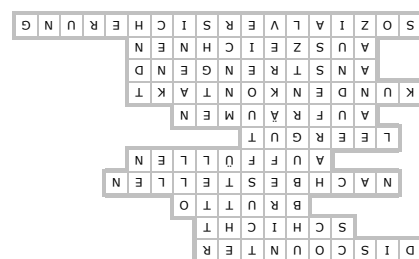 DISCOUNTER
SCHICHT
BRUTTO
NACHBESTELLEN
AUFFÜLLEN
LEERGUT
AUFRÄUMEN
KUNDENKONTAKT
ANSTRENGEND
AUSZEICHNEN
SOZIALVERSICHERUNG